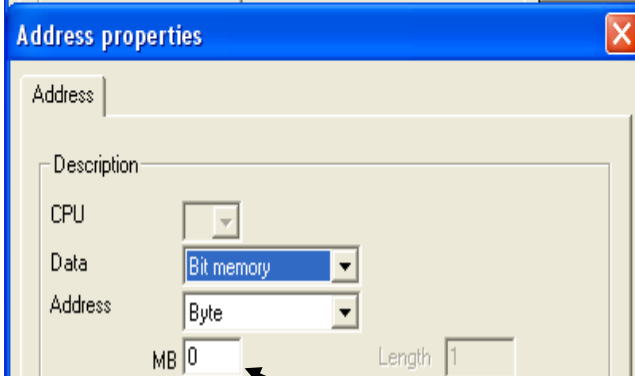 Address properties
Address
Description
CPU
Data Bit memory
Address Byte
MB 0 Length 1